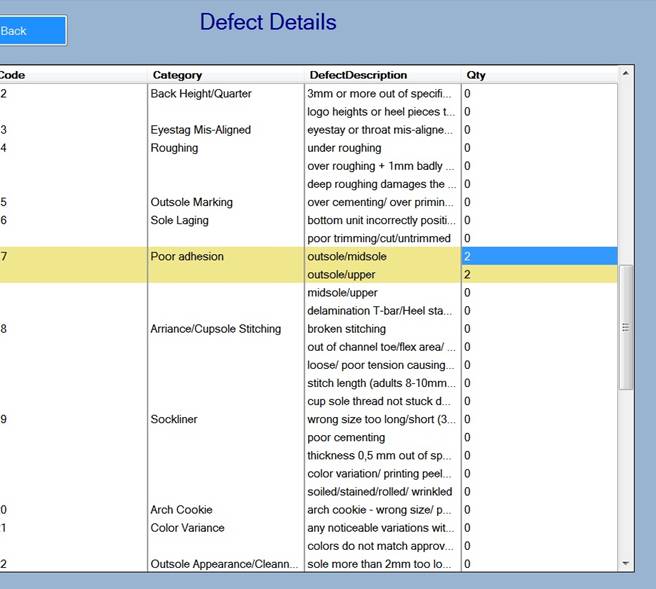 Back
Defect Details
Code Category DefectDescription Qty
2 Back Height/Quarter 3mm or more out of specifi... 0
logo heights or heel pieces t... 0
3 Eyestag Mis-Aligned eyestay or throat mis-aligne... 0
4 Roughing under roughing 0
over roughing + 1mm badly ... 0
deep roughing damages the ... 0
5 Outsole Marking over cementing/ over primin... 0
6 Sole Laging bottom unit incorrectly positi... 0
poor trimming/cut/untrimmed 0
7 Poor adhesion outsole/midsole 2
outsole/upper 2
midsole/upper 0
delamination T-bar/Heel sta... 0
8 Arriance/Cupsole Stitching broken stitching 0
out of channel toe/flex area/ ... 0
loose/ poor tension causing... 0
stitch length (adults 8-10mm... 0
cup sole thread not stuck d... 0
9 Sockliner wrong size too long/short (3... 0
poor cementing 0
thickness 0,5 mm out of sp... 0
color variation/ printing peel... 0
soiled/stained/rolled/ wrinkled 0
0 Arch Cookie arch cookie - wrong size/ p... 0
1 Color Variance any noticeable variations wit... 0
colors do not match approv... 0
2 Outsole Appearance/Cleann... sole more than 2mm too lo... 0